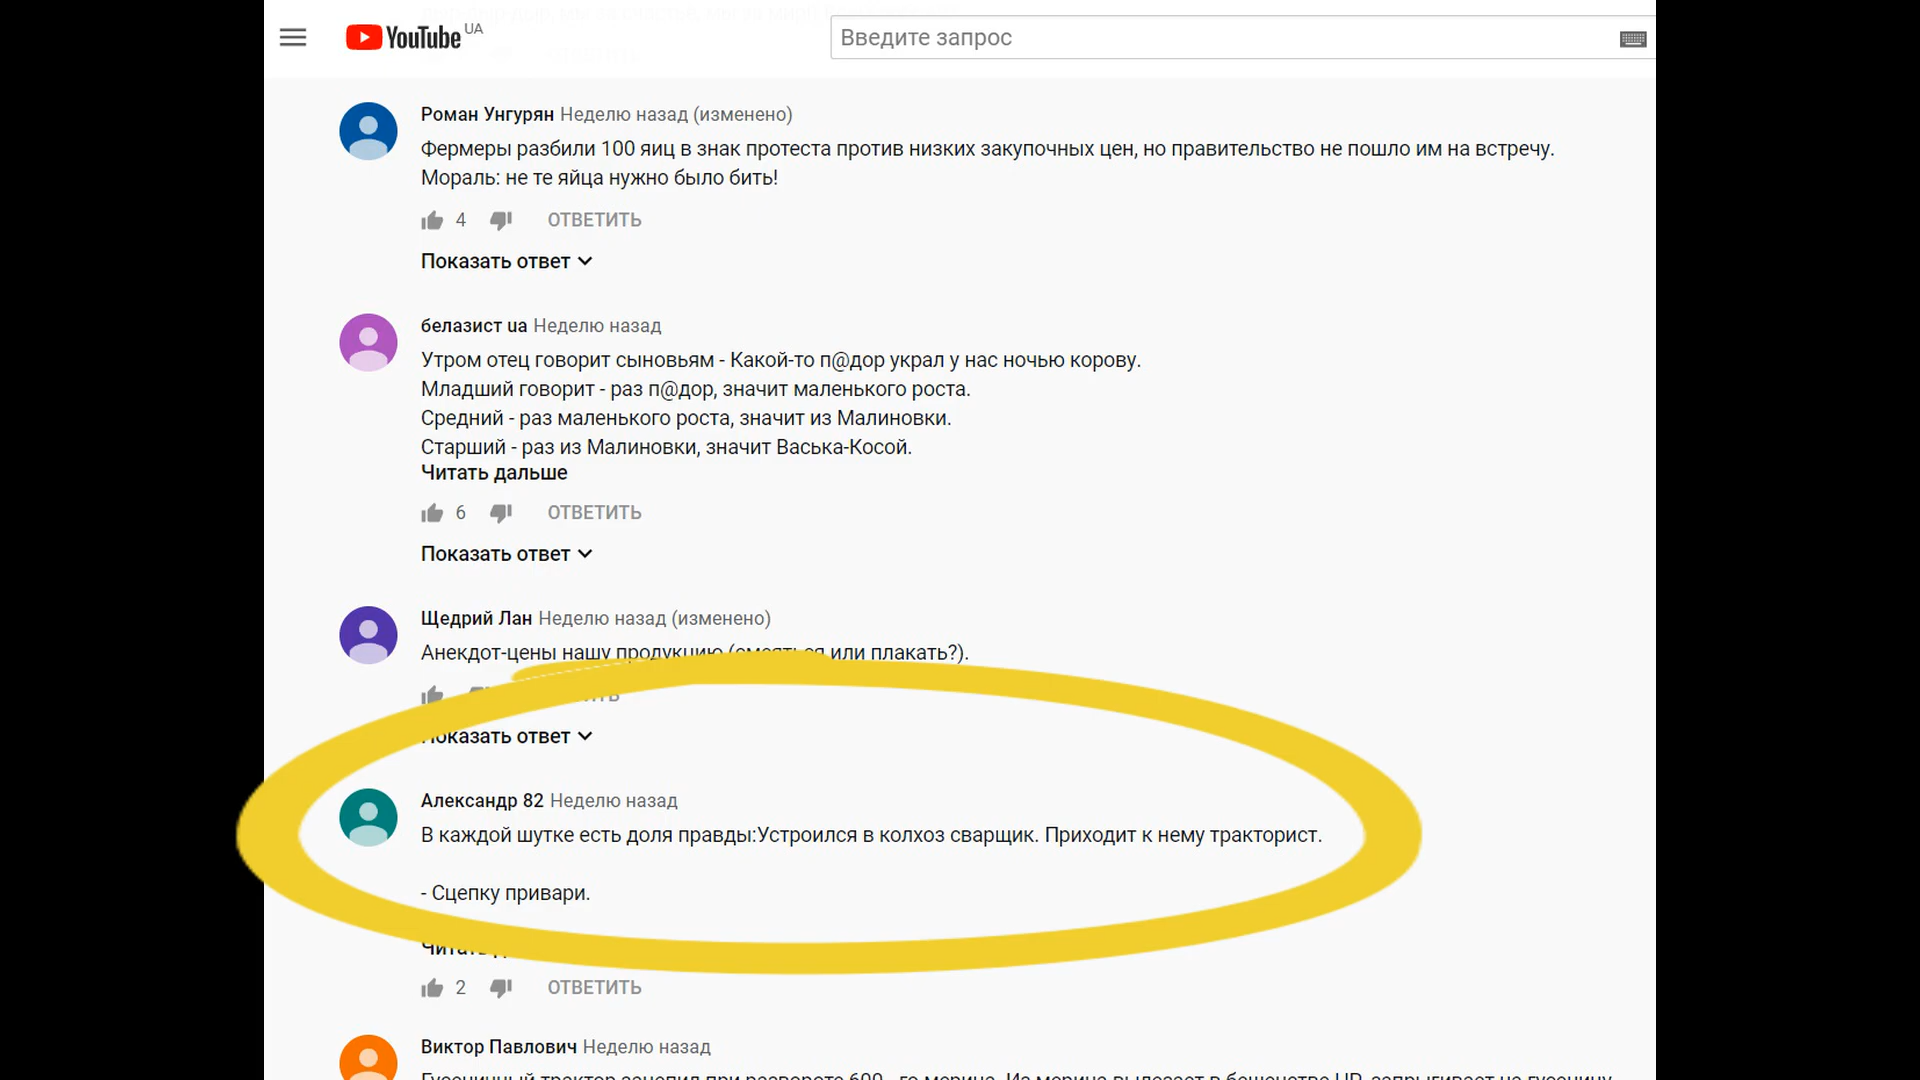 YouTube UA
Введите запрос
Роман Унгурян Неделю назад (изменено)
Фермеры разбили 100 яиц в знак протеста против низких закупочных цен, но правительство не пошло им на встречу.
Мораль: не те яйца нужно было бить!
4 ОТВЕТИТЬ
Показать ответ
белазист ua Неделю назад
Утром отец говорит сыновьям - Какой-то п@дор украл у нас ночью корову.
Младший говорит - раз п@дор, значит маленького роста.
Средний - раз маленького роста, значит из Малиновки.
Старший - раз из Малиновки, значит Васька-Косой.
Читать дальше
6 ОТВЕТИТЬ
Показать ответ
Щедрий Лан Неделю назад (изменено)
Анекдот-цены нашу продукцию (смеяться или плакать?).
Показать ответ
Александр 82 Неделю назад
В каждой шутке есть доля правды:Устроился в колхоз сварщик. Приходит к нему тракторист.
- Сцепку привари.
2 ОТВЕТИТЬ
Виктор Павлович Неделю назад